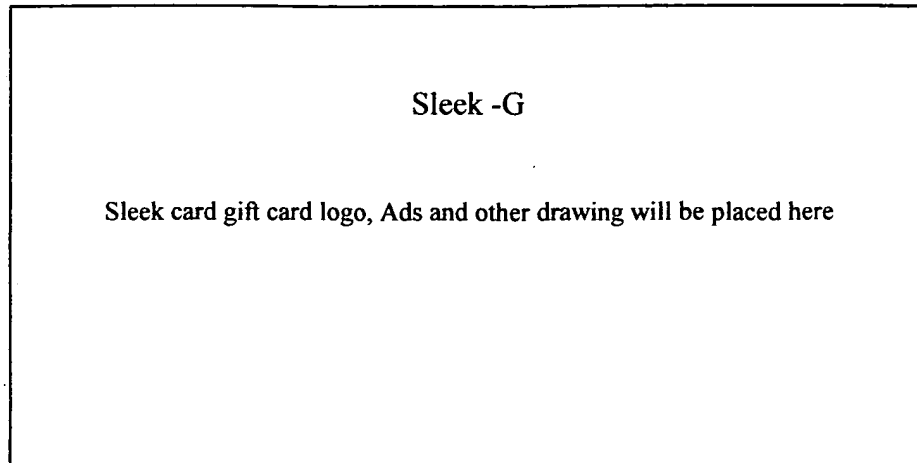 Sleek -G
Sleek card gift card logo, Ads and other drawing will be placed here